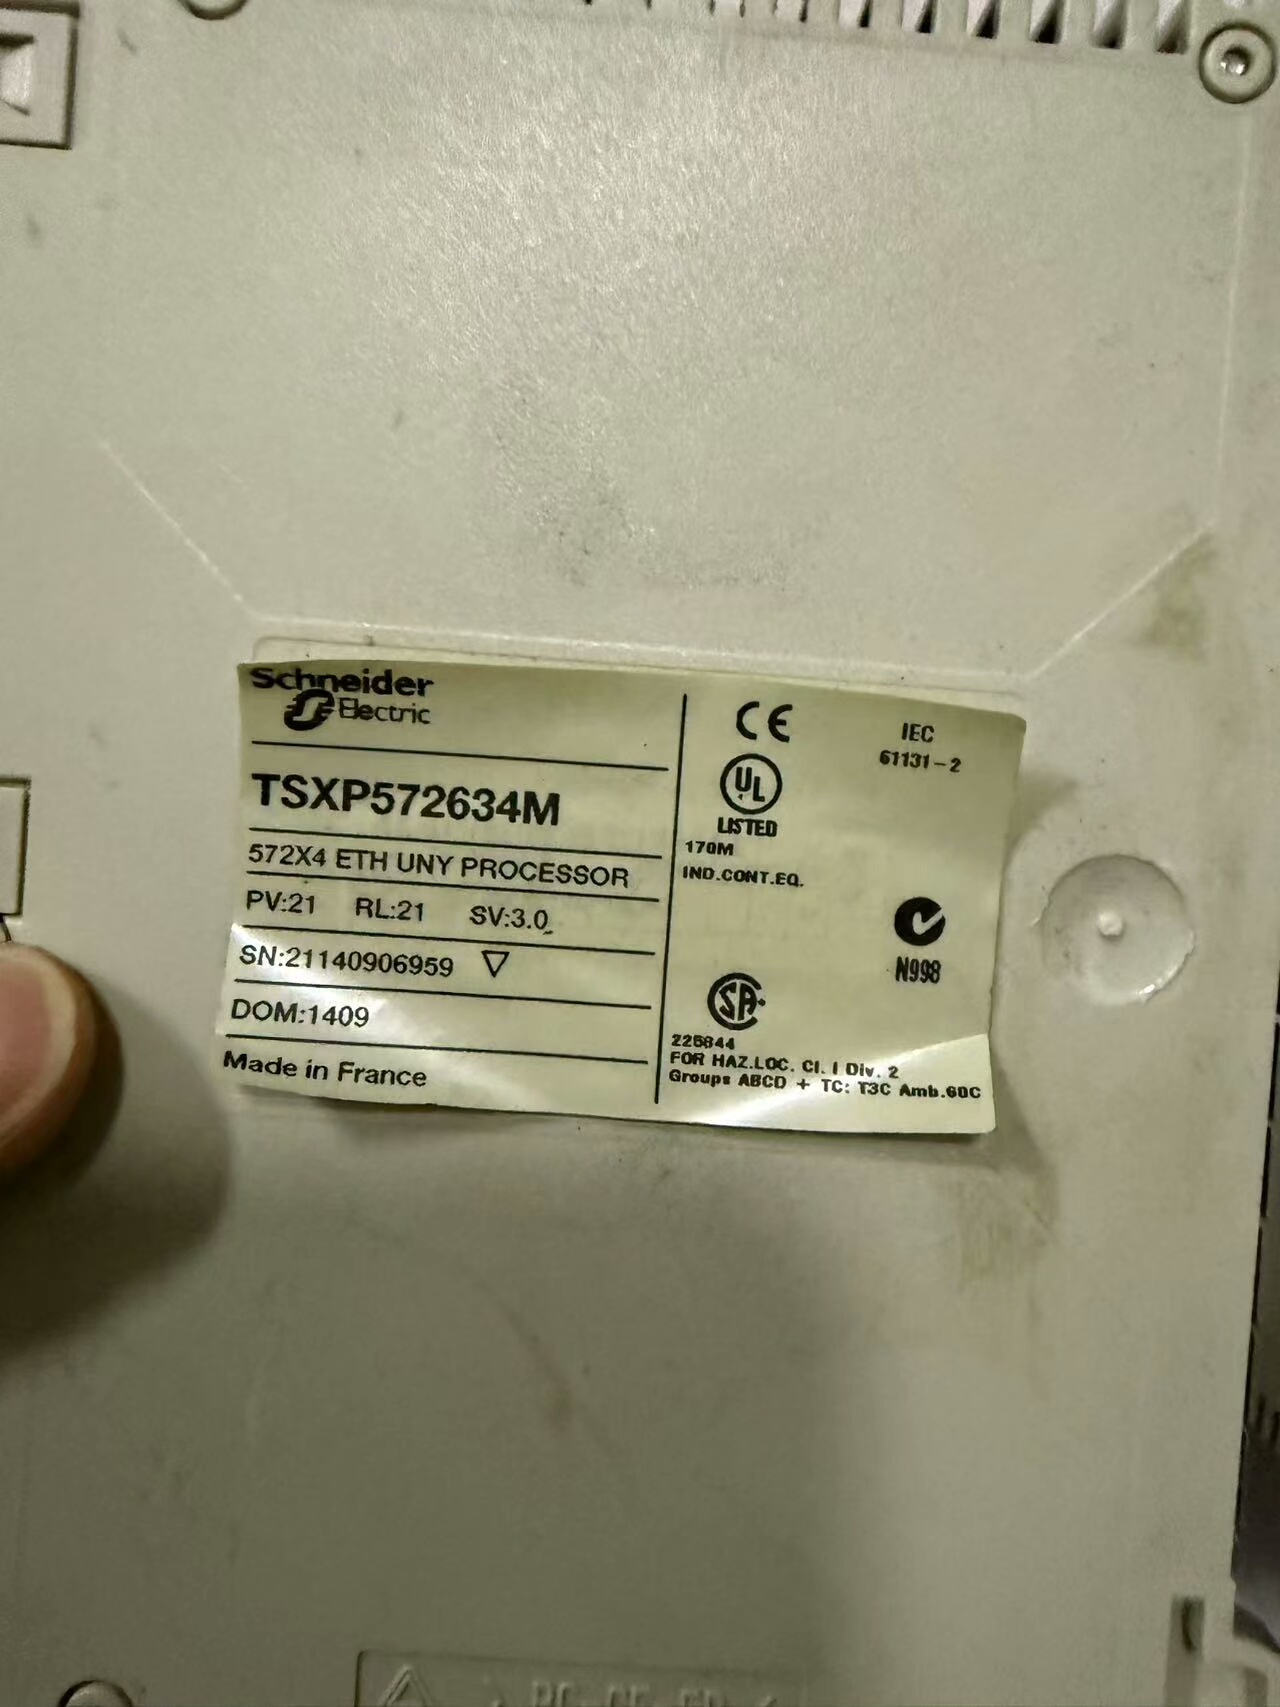 Schneider
Electric
TSXP572634M
572X4 ETH UNY PROCESSOR
PV:21 RL:21 SV:3.0
SN:21140906959
DOM:1409
Made in France
CE
IEC
61131-2
UL
LISTED
170M
IND.CONT.EQ.
N998
SA
225844
FOR HAZ.LOC. Cl. I Div. 2
Groups ABCD + TC: T3C Amb.60C